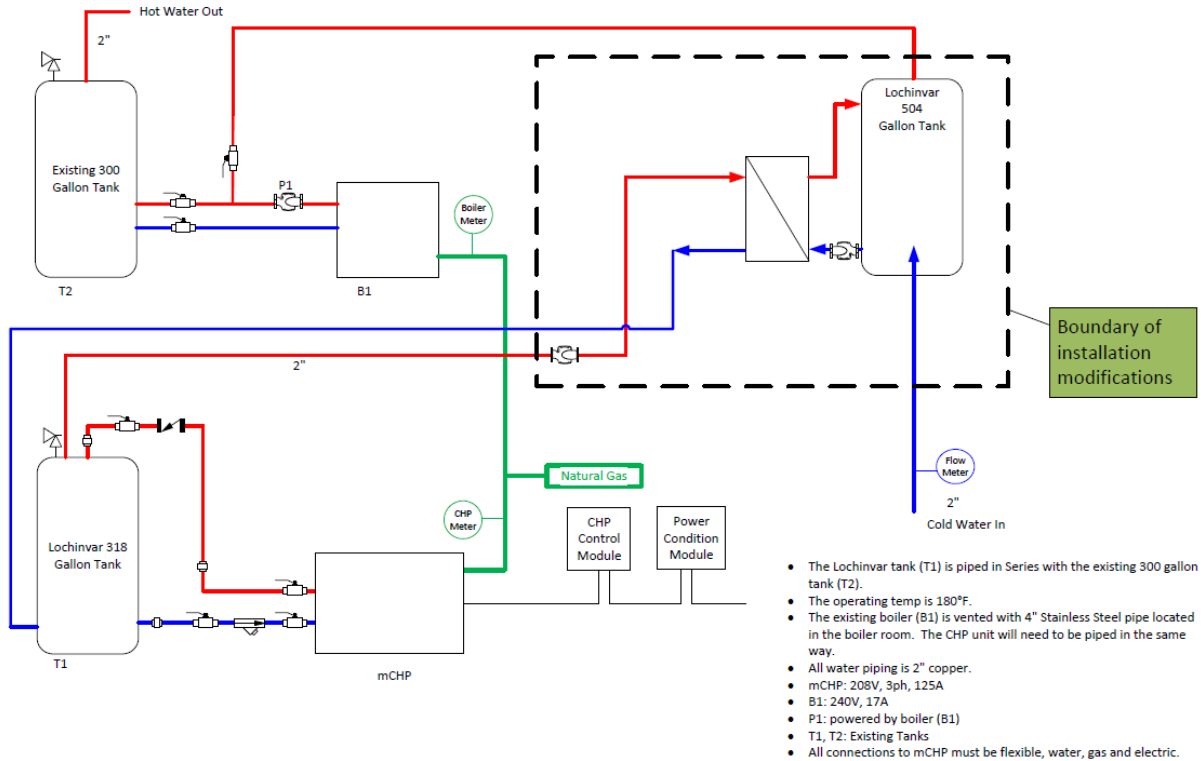 Hot Water Out
2"
Existing 300
Gallon Tank
T2
P1
B1
Boiler
Meter
Lochinvar
504
Gallon Tank
Boundary of
installation
modifications
2"
Natural Gas
CHP
Meter
Flow
Meter
2"
Cold Water In
Lochinvar 318
Gallon Tank
T1
mCHP
CHP
Control
Module
Power
Condition
Module
• The Lochinvar tank (T1) is piped in Series with the existing 300 gallon
tank (T2).
• The operating temp is 180°F.
• The existing boiler (B1) is vented with 4" Stainless Steel pipe located
in the boiler room. The CHP unit will need to be piped in the same
way.
• All water piping is 2" copper.
• mCHP: 208V, 3ph, 125A
• B1: 240V, 17A
• P1: powered by boiler (B1)
• T1, T2: Existing Tanks
• All connections to mCHP must be flexible, water, gas and electric.